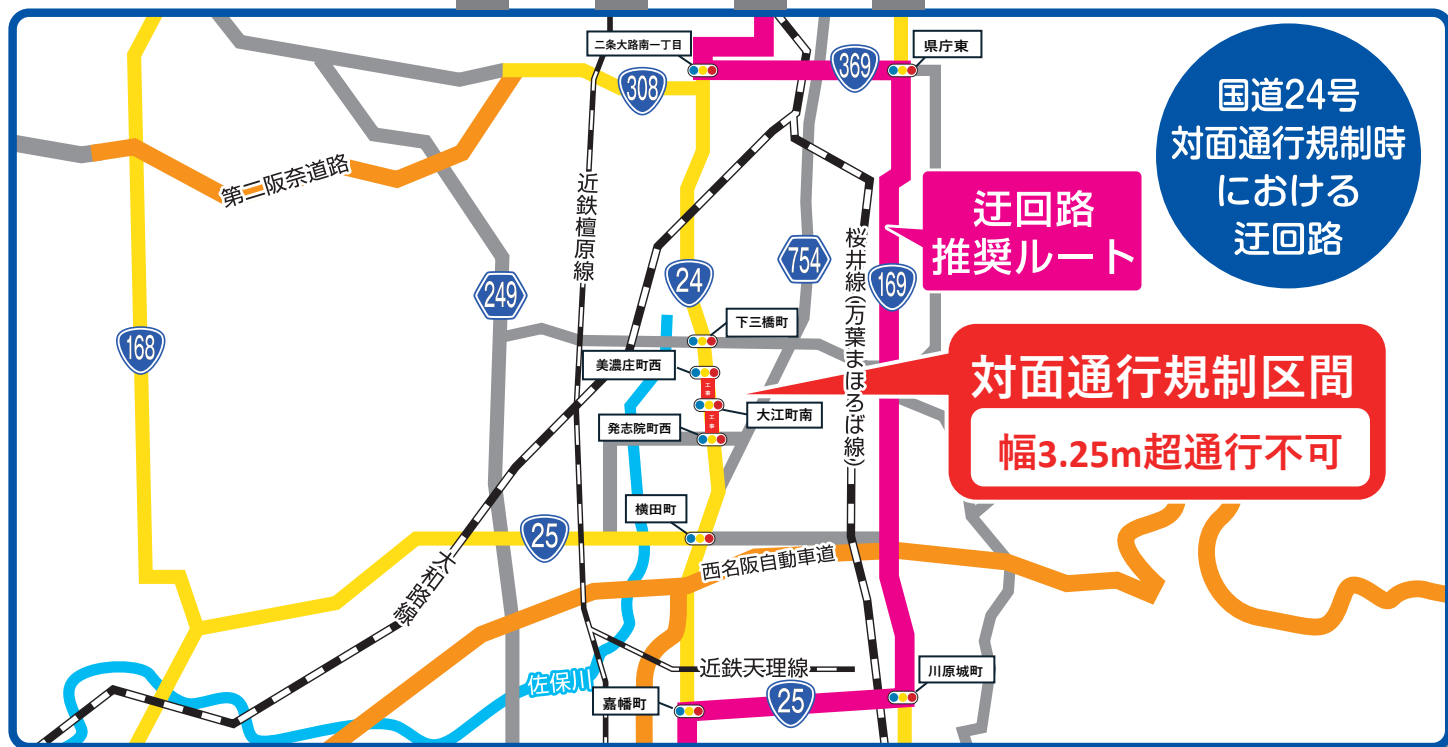 二条大路南一丁目
県庁東
369
308
国道24号
対面通行規制時
における
迂回路
第二阪奈道路
近鉄橿原線
迂回路
推奨ルート
桜井線(万葉まほろば線)
754
24
169
249
168
下三橋町
美濃庄町西
工事
大江町南
工事
発志院町西
対面通行規制区間
幅3.25m超通行不可
横田町
25
西名阪自動車道
大和路線
近鉄天理線
川原城町
佐保川
嘉幡町
25